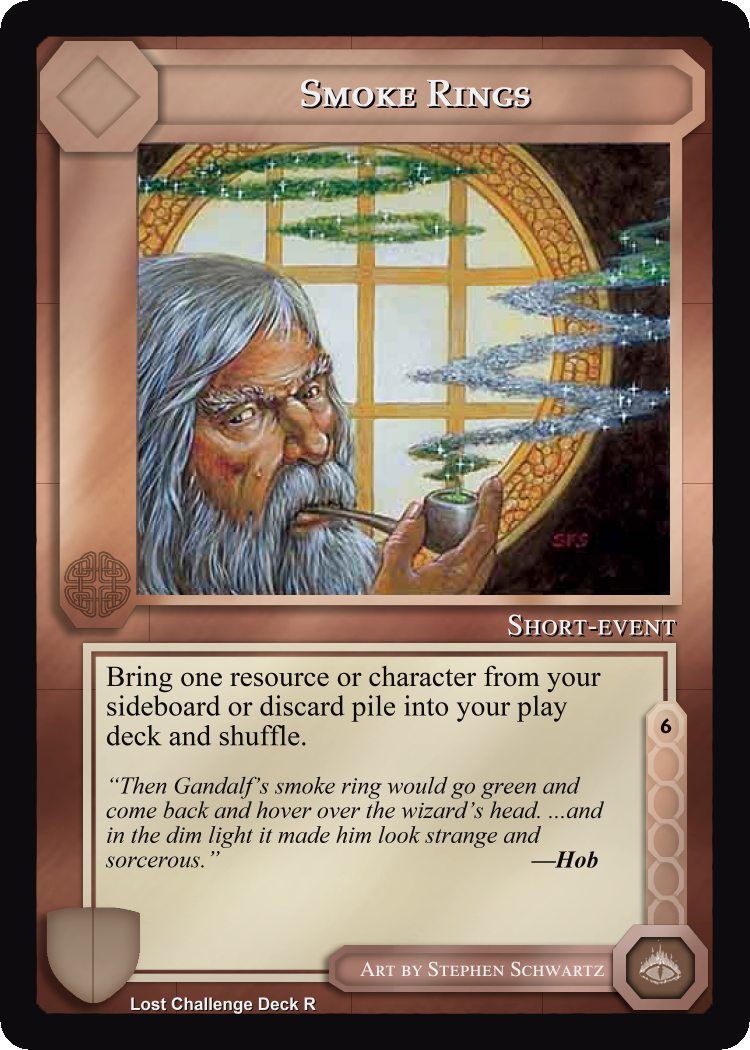 Smoke Rings
SFS
Short-event
Bring one resource or character from your
sideboard or discard pile into your play
deck and shuffle.
6
“Then Gandalf’s smoke ring would go green and
come back and hover over the wizard’s head. ...and
in the dim light it made him look strange and
sorcerous.” —Hob
Art by Stephen Schwartz
Lost Challenge Deck R